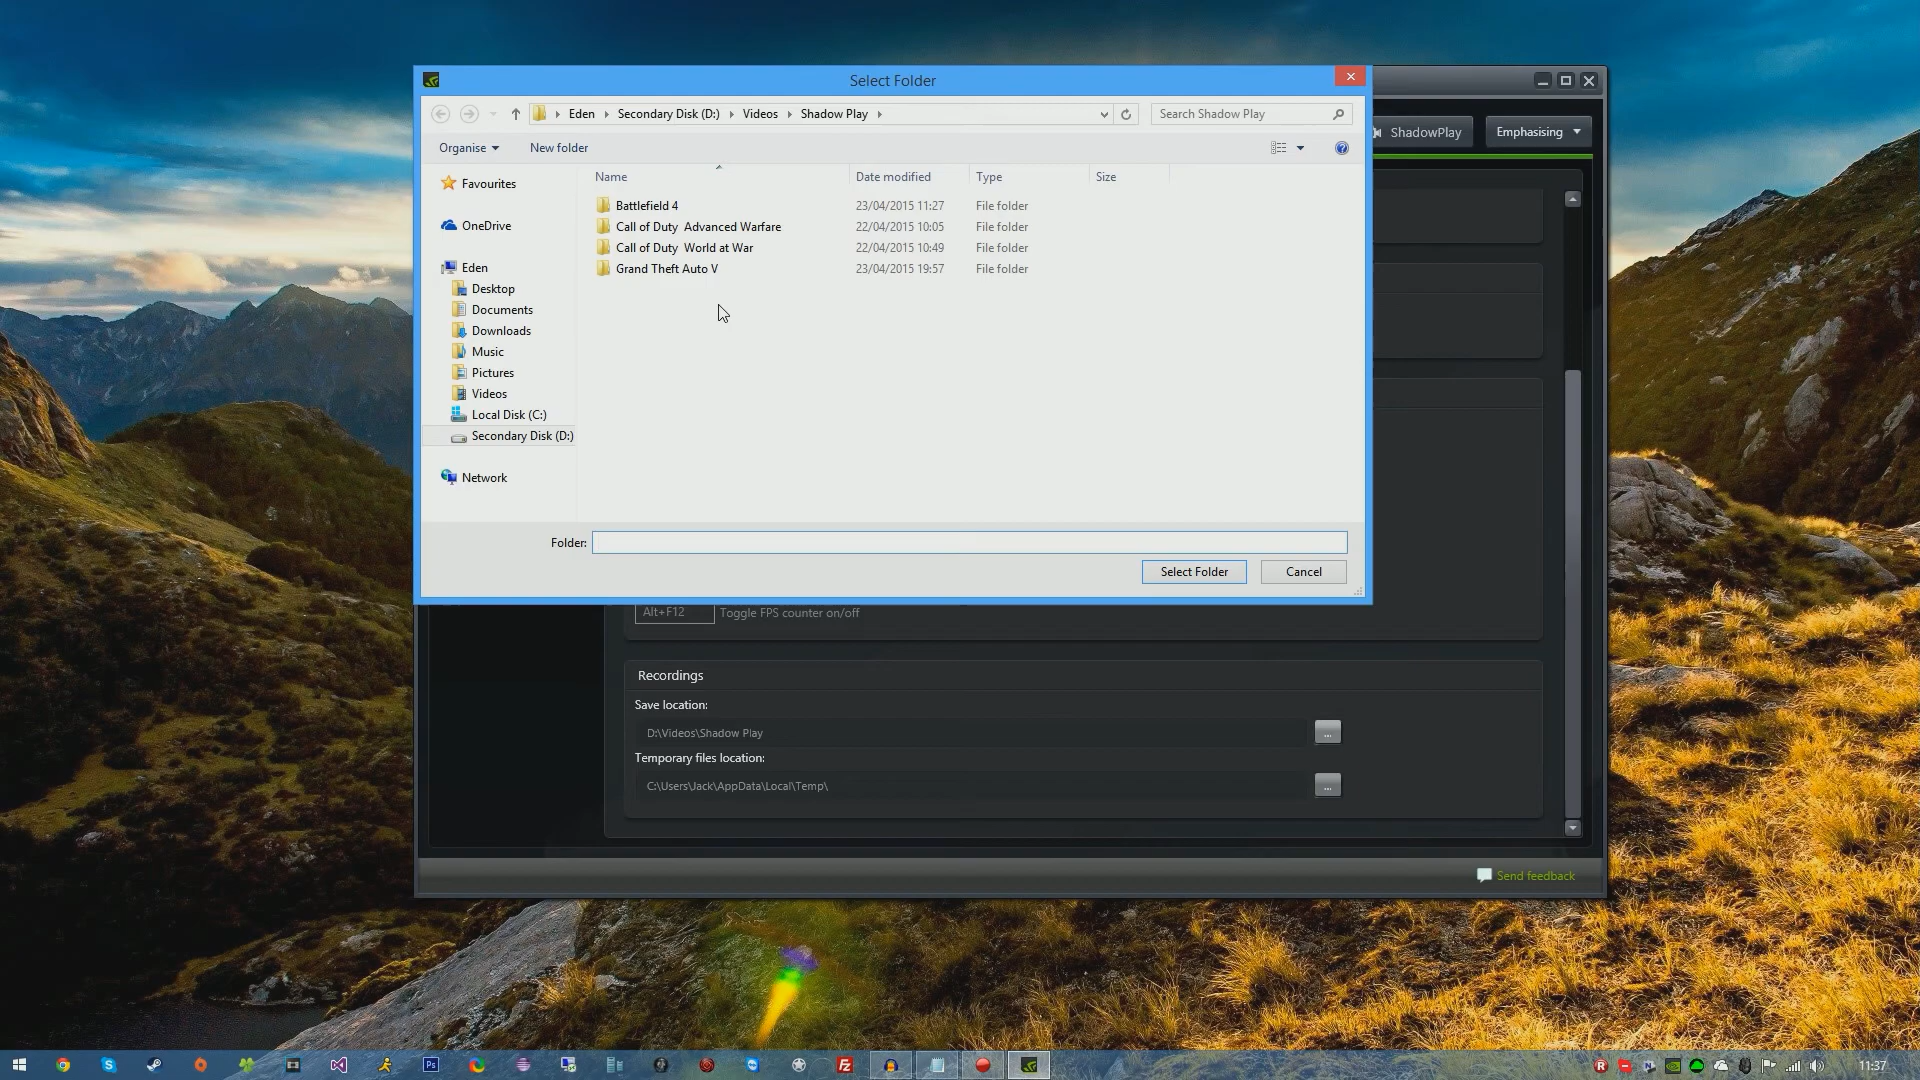 Select Folder
Eden Secondary Disk (D:) Videos Shadow Play
Search Shadow Play
ShadowPlay
Emphasising
Organise
New folder
Name
Date modified
Type
Size
Favourites
OneDrive
Eden
Desktop
Documents
Downloads
Music
Pictures
Videos
Local Disk (C:)
Secondary Disk (D:)
Network
Battlefield 4 23/04/2015 11:27 File folder
Call of Duty  Advanced Warfare 22/04/2015 10:05 File folder
Call of Duty  World at War 22/04/2015 10:49 File folder
Grand Theft Auto V 23/04/2015 19:57 File folder
Folder:
Select Folder
Cancel
Alt+F12 Toggle FPS counter on/off
Recordings
Save location:
D:\Videos\Shadow Play
...
Temporary files location:
C:\Users\Jack\AppData\Local\Temp\
...
Send feedback
11:37